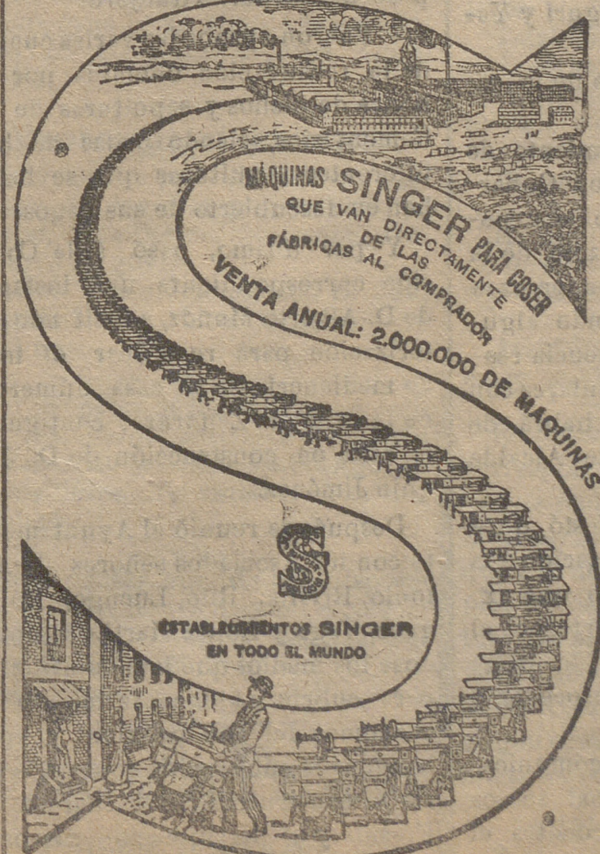 MÁQUINAS SINGER PARA COSER
QUE VAN DIRECTAMENTE
DE LAS
FÁBRICAS AL COMPRADOR
VENTA ANUAL: 2.000.000 DE MAQUINAS
S
ESTABLECIMIENTOS SINGER
EN TODO EL MUNDO